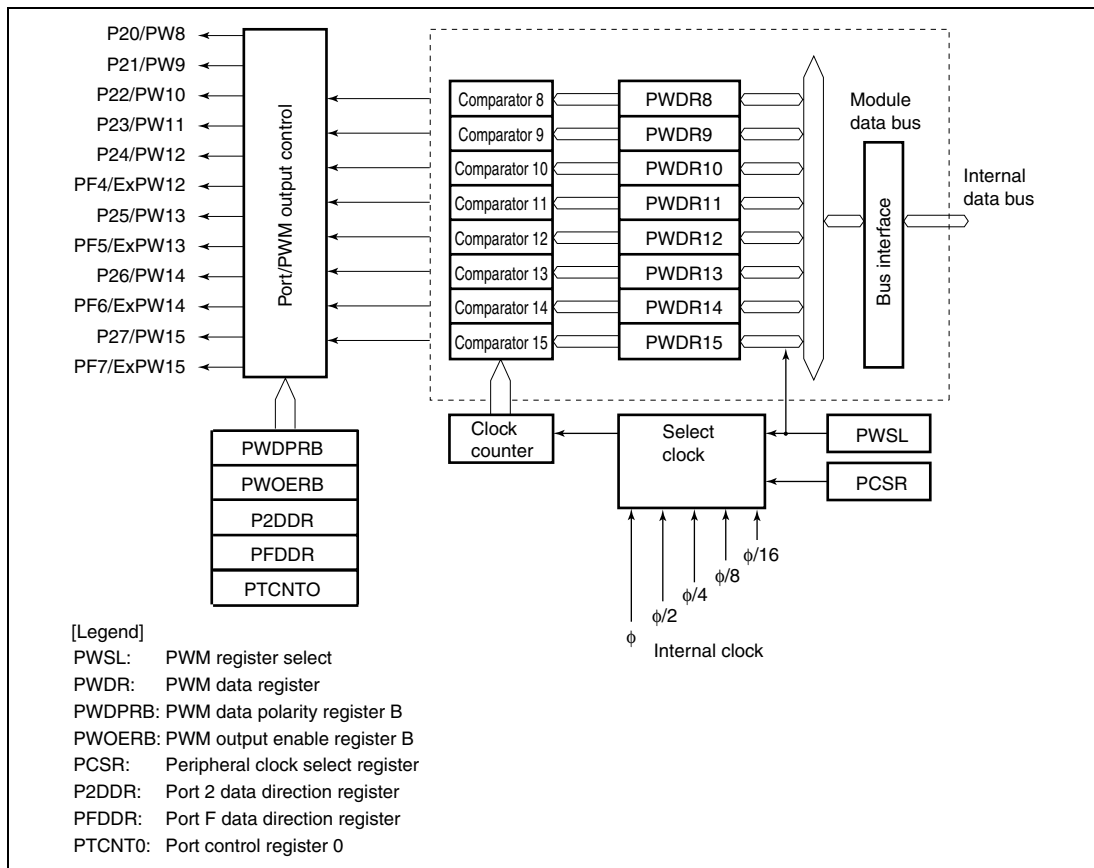 P20/PW8
P21/PW9
P22/PW10
P23/PW11
P24/PW12
PF4/ExPW12
P25/PW13
PF5/ExPW13
P26/PW14
PF6/ExPW14
P27/PW15
PF7/ExPW15
Port/PWM output control
Comparator 8
Comparator 9
Comparator 10
Comparator 11
Comparator 12
Comparator 13
Comparator 14
Comparator 15
PWDR8
PWDR9
PWDR10
PWDR11
PWDR12
PWDR13
PWDR14
PWDR15
Module
data bus
Bus interface
Internal
data bus
PWDPRB
PWOERB
P2DDR
PFDDR
PTCNTO
Clock
counter
Select
clock
PWSL
PCSR
ϕ
ϕ/2
ϕ/4
ϕ/8
ϕ/16
Internal clock
[Legend]
PWSL: PWM register select
PWDR: PWM data register
PWDPRB: PWM data polarity register B
PWOERB: PWM output enable register B
PCSR: Peripheral clock select register
P2DDR: Port 2 data direction register
PFDDR: Port F data direction register
PTCNT0: Port control register 0